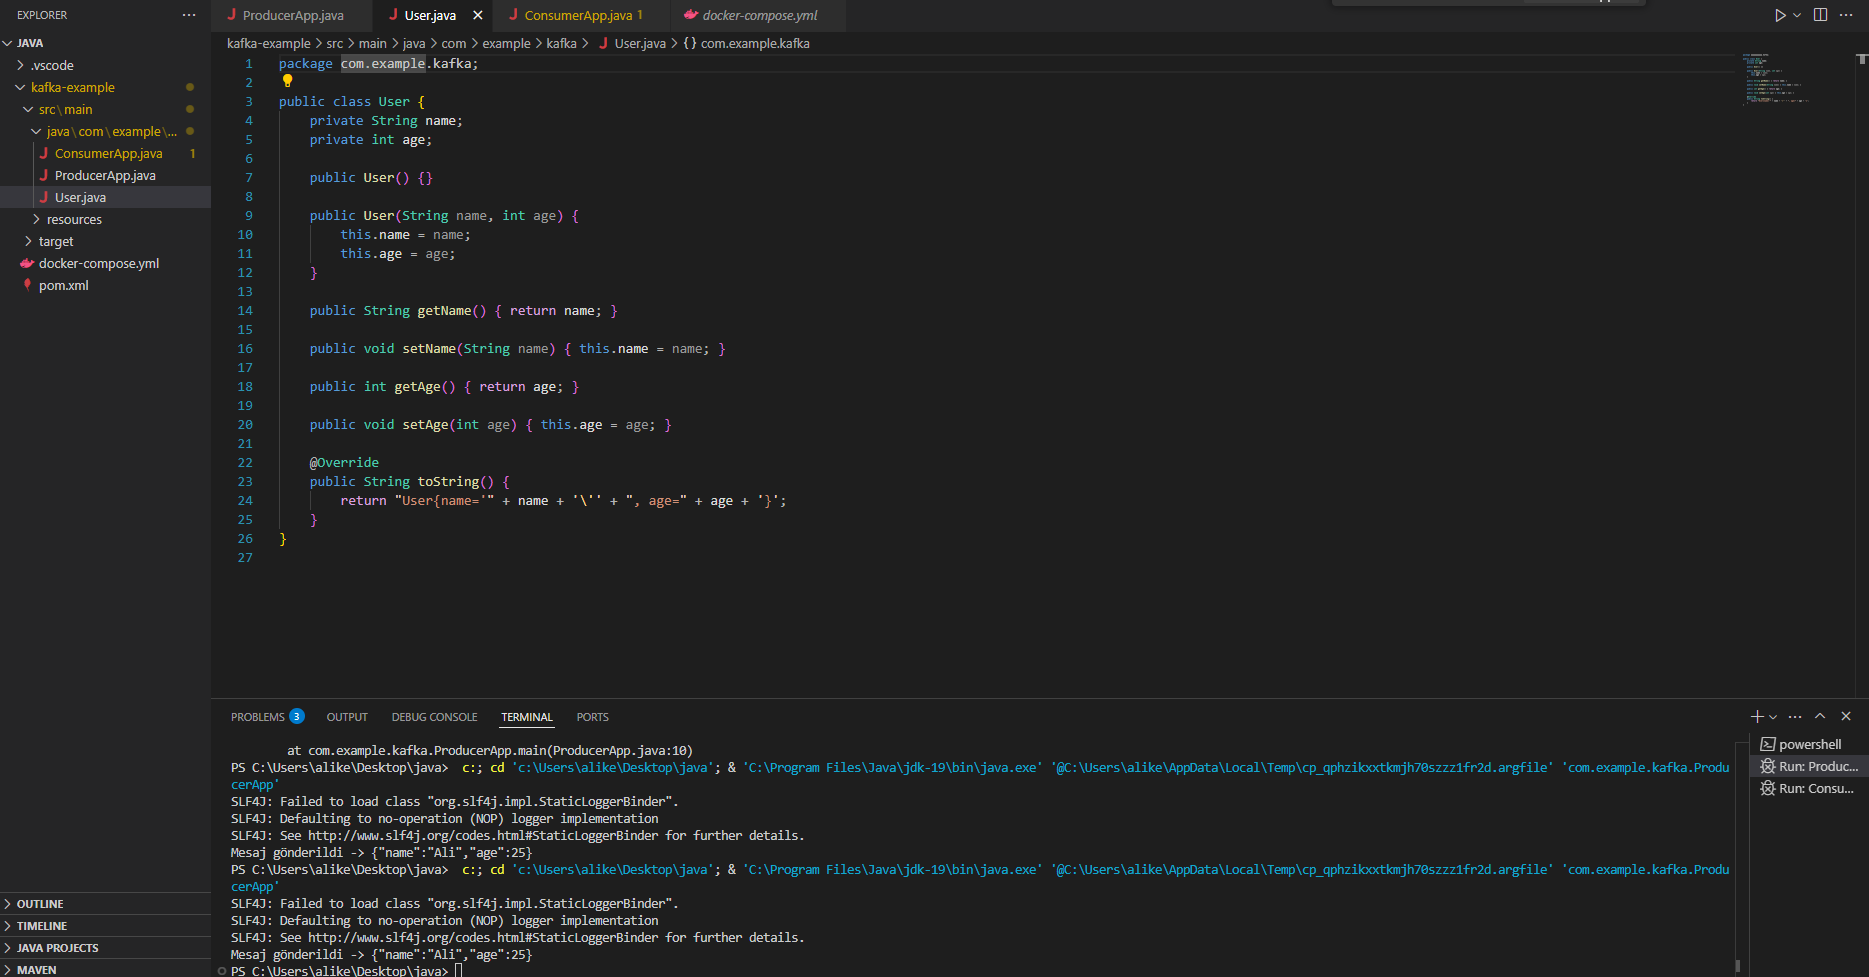 EXPLORER
JAVA
.vscode
kafka-example
src\main
java\com\example\...
ConsumerApp.java 1
ProducerApp.java
User.java
resources
target
docker-compose.yml
pom.xml
OUTLINE
TIMELINE
JAVA PROJECTS
MAVEN
ProducerApp.java
User.java
ConsumerApp.java 1
docker-compose.yml
kafka-example > src > main > java > com > example > kafka > User.java > {} com.example.kafka
1 package com.example.kafka;
2
3 public class User {
4 private String name;
5 private int age;
6
7 public User() {}
8
9 public User(String name, int age) {
10 this.name = name;
11 this.age = age;
12 }
13
14 public String getName() { return name; }
15
16 public void setName(String name) { this.name = name; }
17
18 public int getAge() { return age; }
19
20 public void setAge(int age) { this.age = age; }
21
22 @Override
23 public String toString() {
24 return "User{name='" + name + '\'' + ", age=" + age + '}';
25 }
26 }
27
PROBLEMS 3 OUTPUT DEBUG CONSOLE TERMINAL PORTS
at com.example.kafka.ProducerApp.main(ProducerApp.java:10)
PS C:\Users\alike\Desktop\java> c:; cd 'c:\Users\alike\Desktop\java'; & 'C:\Program Files\Java\jdk-19\bin\java.exe' '@C:\Users\alike\AppData\Local\Temp\cp_qphzikxxtkmjh70szzz1fr2d.argfile' 'com.example.kafka.Produ
cerApp'
SLF4J: Failed to load class "org.slf4j.impl.StaticLoggerBinder".
SLF4J: Defaulting to no-operation (NOP) logger implementation
SLF4J: See http://www.slf4j.org/codes.html#StaticLoggerBinder for further details.
Mesaj gönderildi -> {"name":"Ali","age":25}
PS C:\Users\alike\Desktop\java> c:; cd 'c:\Users\alike\Desktop\java'; & 'C:\Program Files\Java\jdk-19\bin\java.exe' '@C:\Users\alike\AppData\Local\Temp\cp_qphzikxxtkmjh70szzz1fr2d.argfile' 'com.example.kafka.Produ
cerApp'
SLF4J: Failed to load class "org.slf4j.impl.StaticLoggerBinder".
SLF4J: Defaulting to no-operation (NOP) logger implementation
SLF4J: See http://www.slf4j.org/codes.html#StaticLoggerBinder for further details.
Mesaj gönderildi -> {"name":"Ali","age":25}
PS C:\Users\alike\Desktop\java>
powershell
Run: Produc...
Run: Consu...